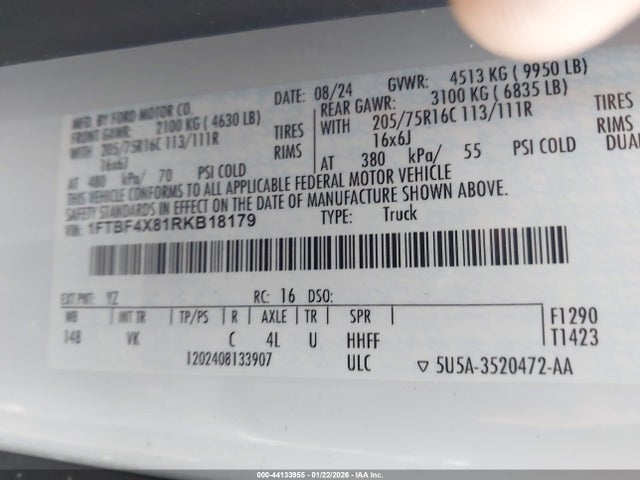 MFD. BY FORD MOTOR CO.
DATE: 08/24 GVWR: 4513 KG ( 9950 LB)
FRONT GAWR: 2100 KG ( 4630 LB) REAR GAWR: 3100 KG ( 6835 LB)
WITH 205/75R16C 113/111R TIRES WITH 205/75R16C 113/111R TIRES
16x6J RIMS 16x6J RIMS
AT 480 kPa/ 70 PSI COLD AT 380 kPa/ 55 PSI COLD DUAL
THIS VEHICLE CONFORMS TO ALL APPLICABLE FEDERAL MOTOR VEHICLE
SAFETY STANDARDS IN EFFECT ON THE DATE OF MANUFACTURE SHOWN ABOVE.
VIN: 1FTBF4X81RKB18179 TYPE: Truck
EXT PNT: YZ RC: 16 DSO:
WB INT TR TP/PS R AXLE TR SPR F1290
148 VK C 4L U HHFF T1423
1202408133907 ULC ▽ 5U5A-3520472-AA
000-44133955 | 01/22/2026 - IAA Inc.